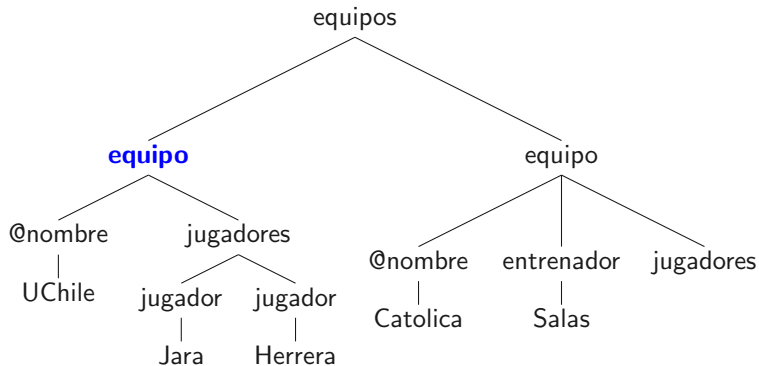 equipos
equipo equipo
@nombre jugadores
@nombre entrenador jugadores
UChile jugador jugador
Catolica Salas
Jara Herrera